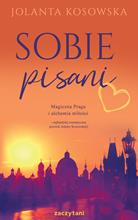 JOLANTA KOSOWSKA
SOBIE
pisani
Magiczna Praga
i alchemia miłości
zaczytani